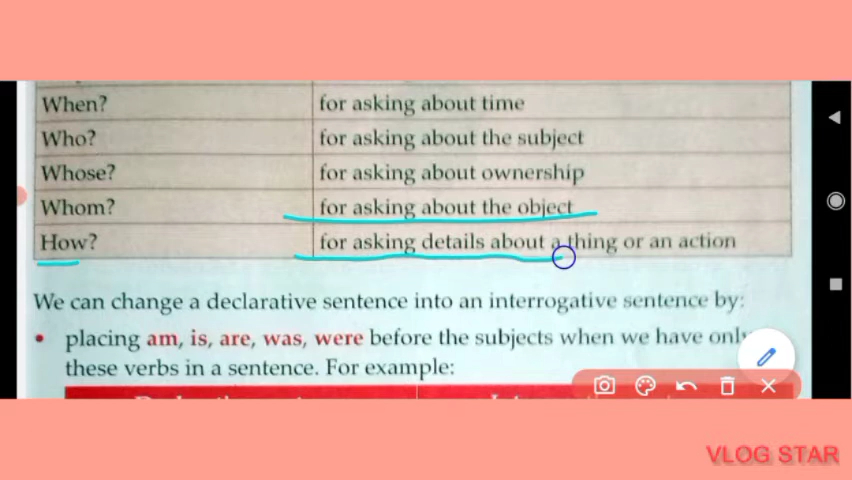 When? for asking about time
Who? for asking about the subject
Whose? for asking about ownership
Whom? for asking about the object
How? for asking details about a thing or an action
We can change a declarative sentence into an interrogative sentence by:
• placing am, is, are, was, were before the subjects when we have only
these verbs in a sentence. For example:
VLOG STAR